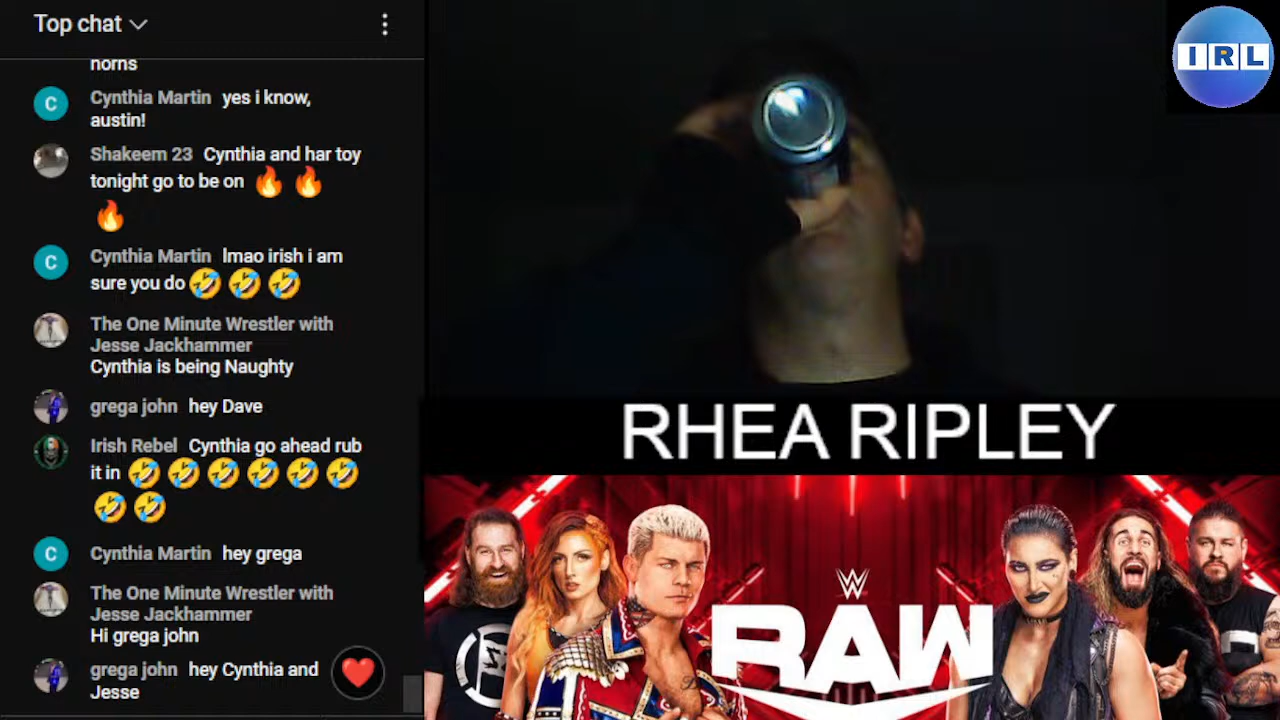 Top chat
horns
Cynthia Martin yes i know,
austin!
Shakeem 23 Cynthia and har toy
tonight go to be on
Cynthia Martin lmao irish i am
sure you do
The One Minute Wrestler with
Jesse Jackhammer
Cynthia is being Naughty
grega john hey Dave
Irish Rebel Cynthia go ahead rub
it in
Cynthia Martin hey grega
The One Minute Wrestler with
Jesse Jackhammer
Hi grega john
grega john hey Cynthia and
Jesse
IRL
RHEA RIPLEY
W
RAW